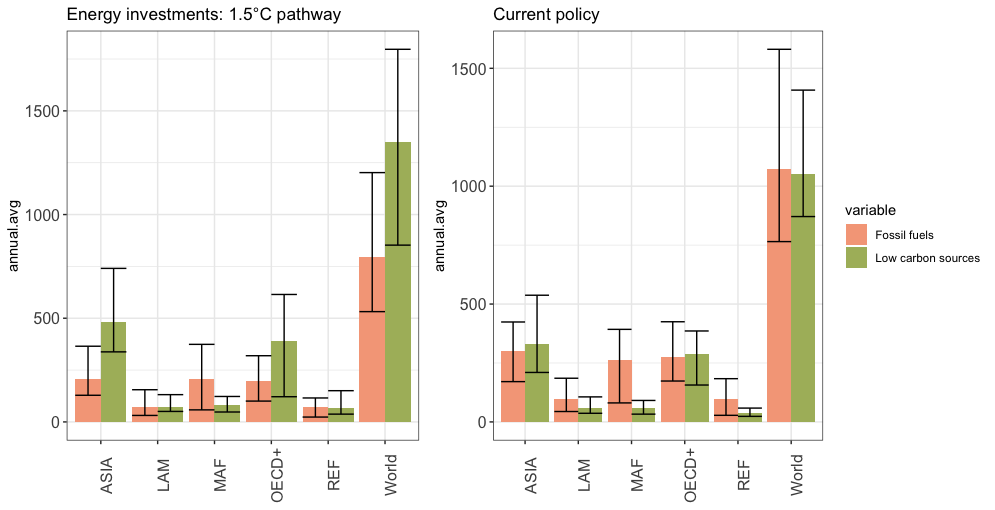 Energy investments: 1.5°C pathway
annual.avg
1500
1000
500
0
ASIA
LAM
MAF
OECD+
REF
World
Current policy
annual.avg
1500
1000
500
0
ASIA
LAM
MAF
OECD+
REF
World
variable
Fossil fuels
Low carbon sources